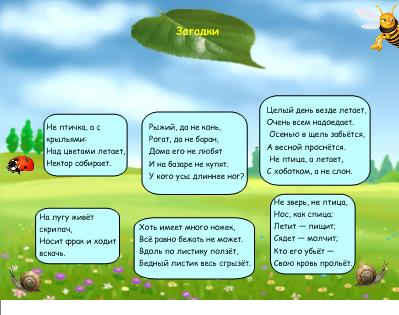 Загадки
Не птичка, а с
крыльями:
Над цветами летает,
Нектар собирает.
Рыжий, да не конь,
Рогат, да не баран,
Дома его не любят
И на базаре не купят.
У кого усы длиннее ног?
Целый день везде летает,
Очень всем надоедает.
Осенью в щель забьётся,
А весной проснётся.
Не птица, а летает,
С хоботком, а не слон.
На лугу живёт
скрипач,
Носит фрак и ходит
вскачь.
Хоть имеет много ножек,
Всё равно бежать не может.
Вдоль по листику ползёт,
Бедный листик весь сгрызёт.
Не зверь, не птица,
Нос, как спица;
Летит — пищит;
Сядет — молчит;
Кто его убьёт —
Свою кровь прольёт.